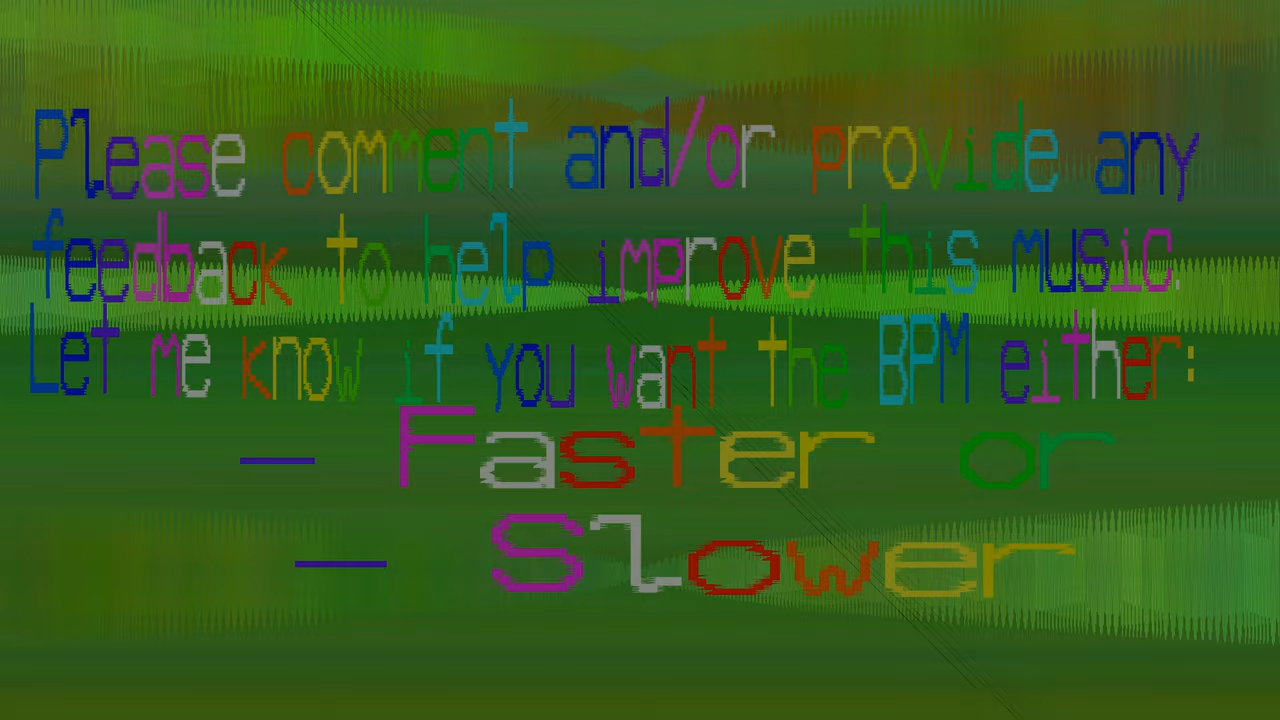 Please comment and/or provide any
feedback to help improve this music.
Let me know if you want the BPM either:
— Faster or
— Slower